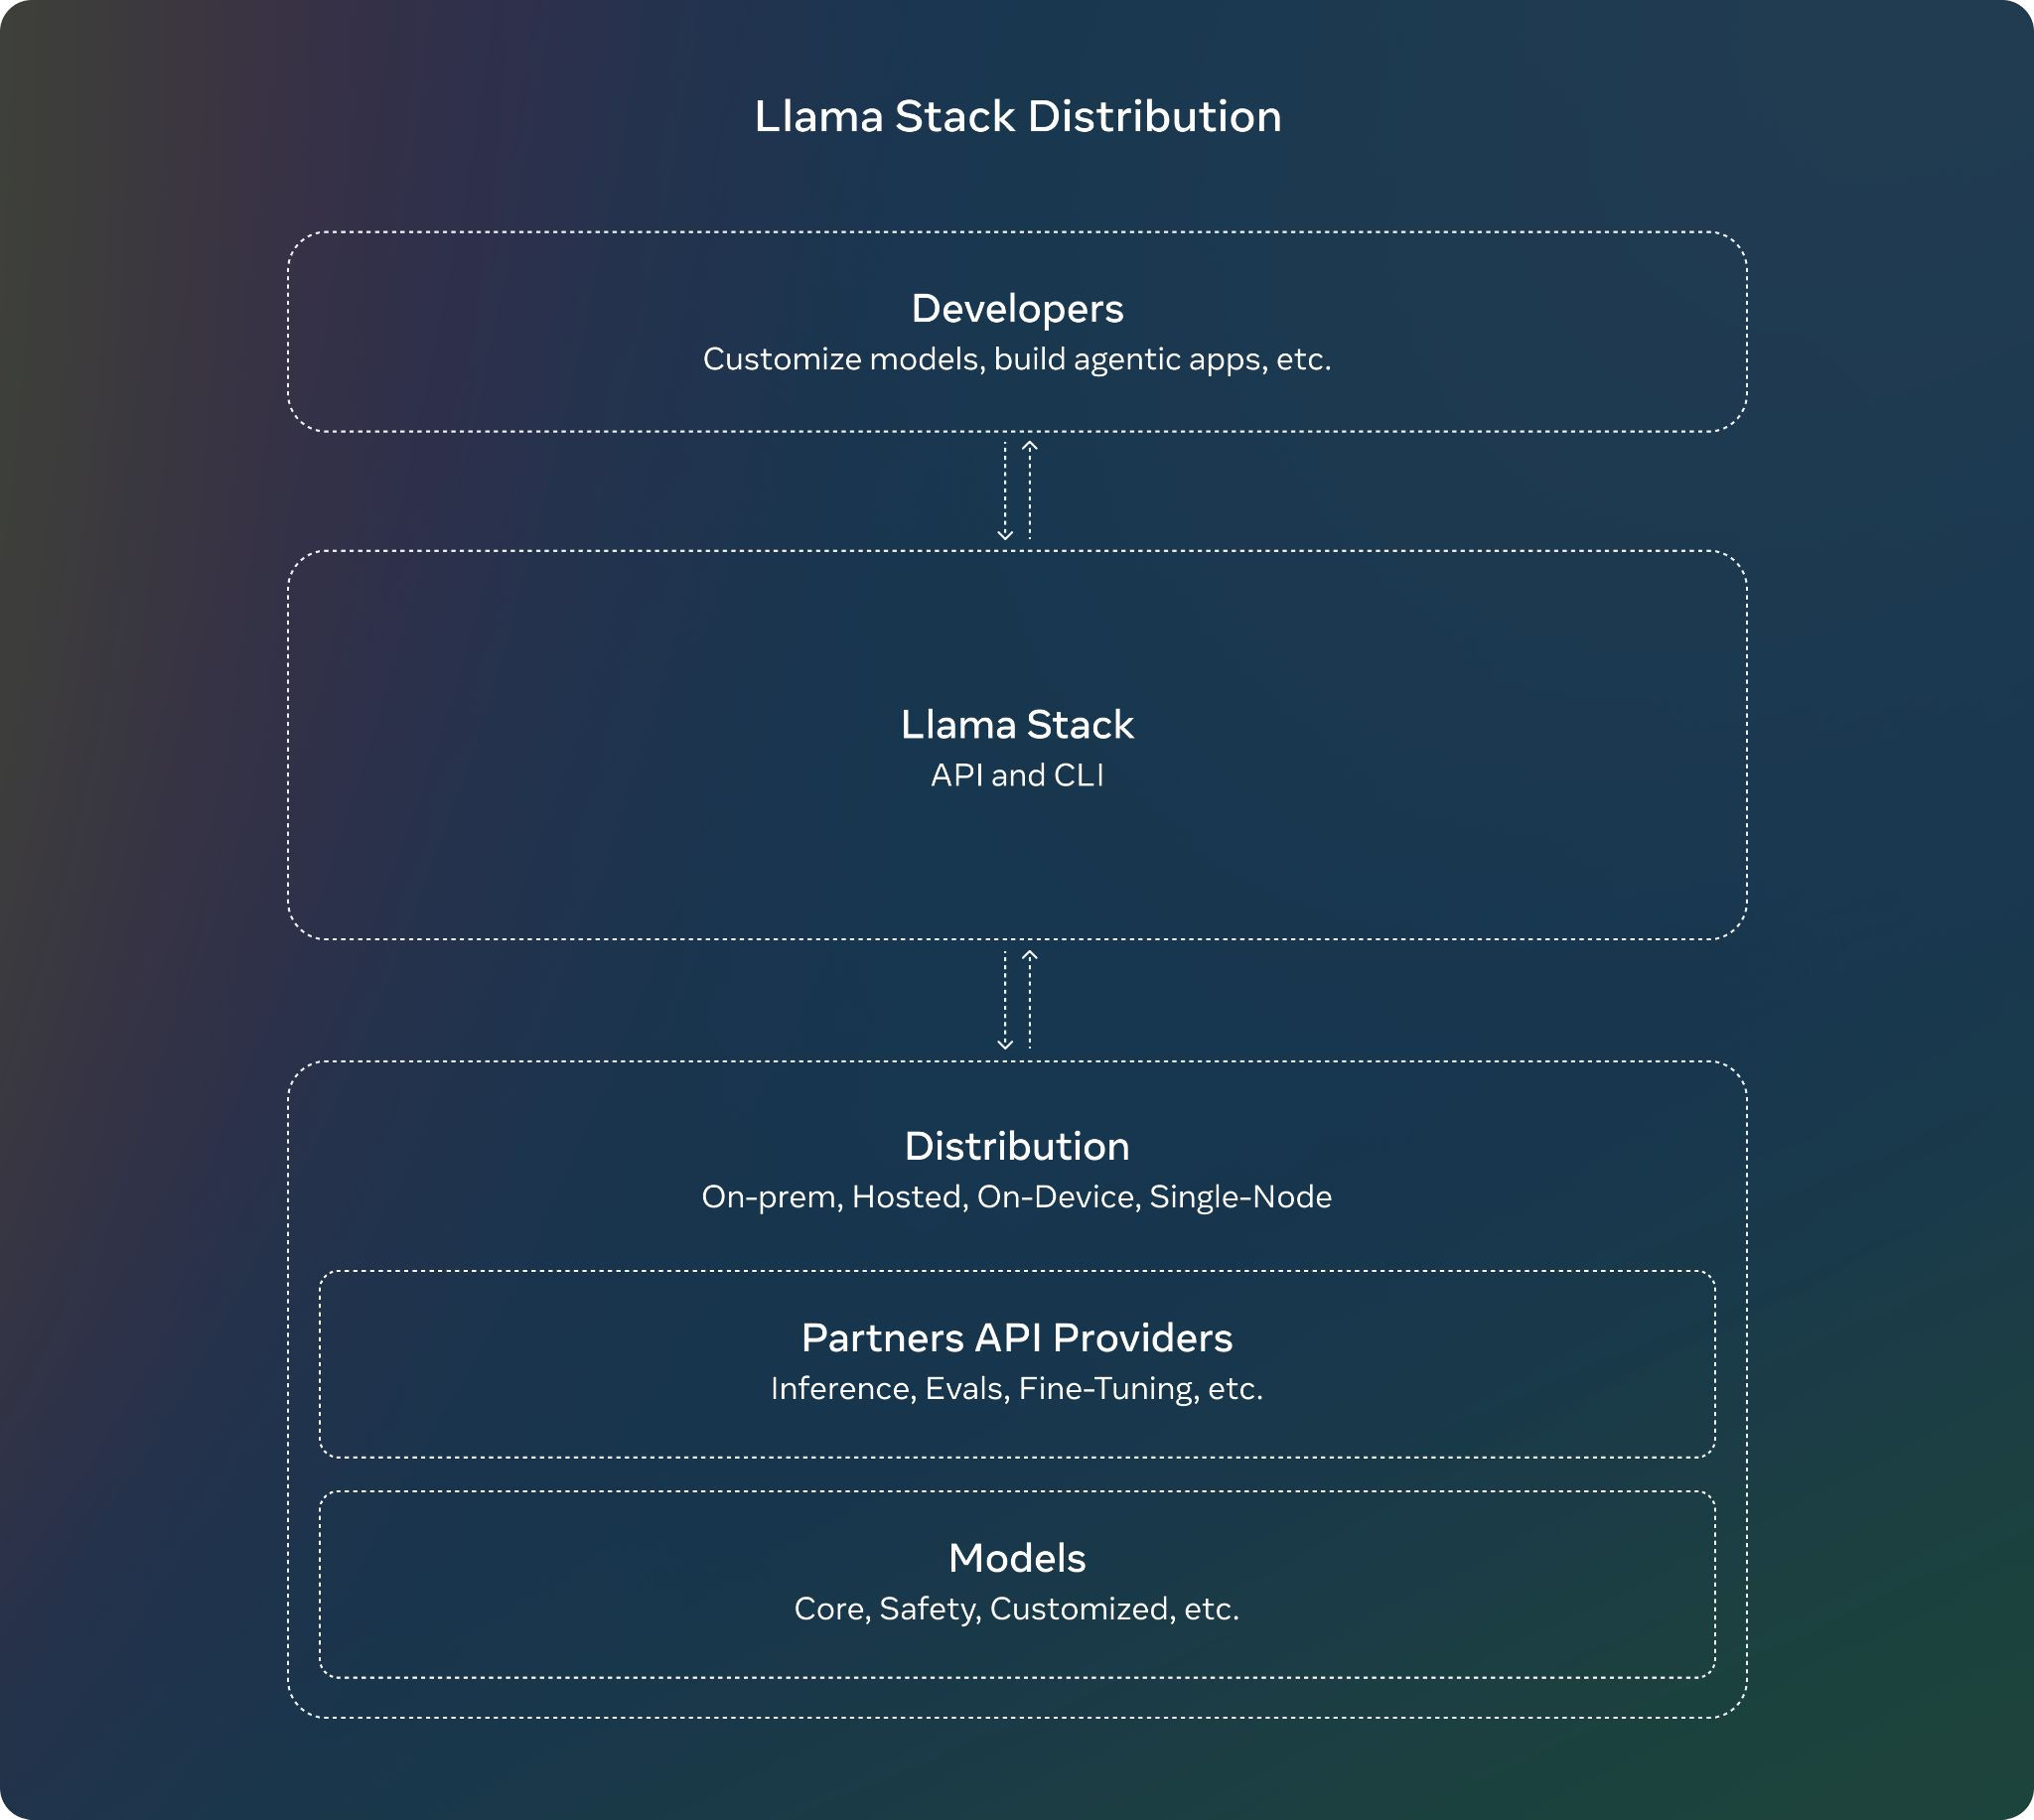 Llama Stack Distribution
Developers
Customize models, build agentic apps, etc.
Llama Stack
API and CLI
Distribution
On-prem, Hosted, On-Device, Single-Node
Partners API Providers
Inference, Evals, Fine-Tuning, etc.
Models
Core, Safety, Customized, etc.